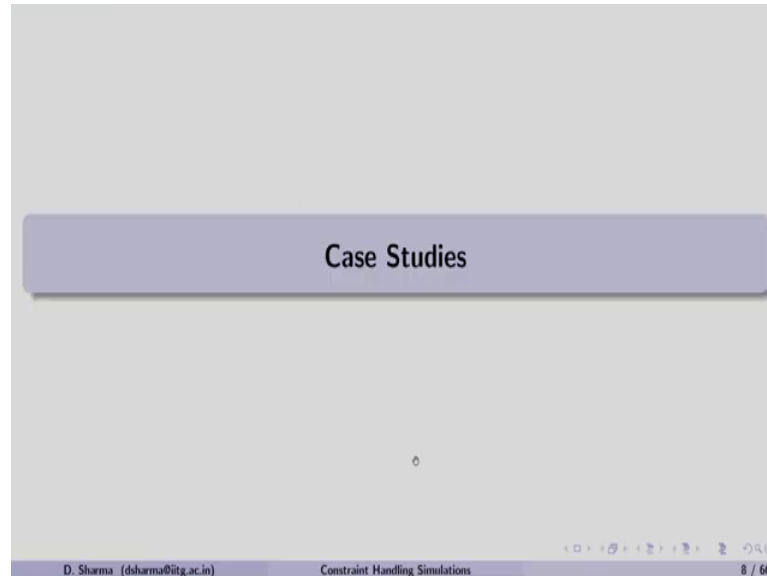 Case Studies
D. Sharma (dsharma@iitg.ac.in) Constraint Handling Simulations 8 / 60